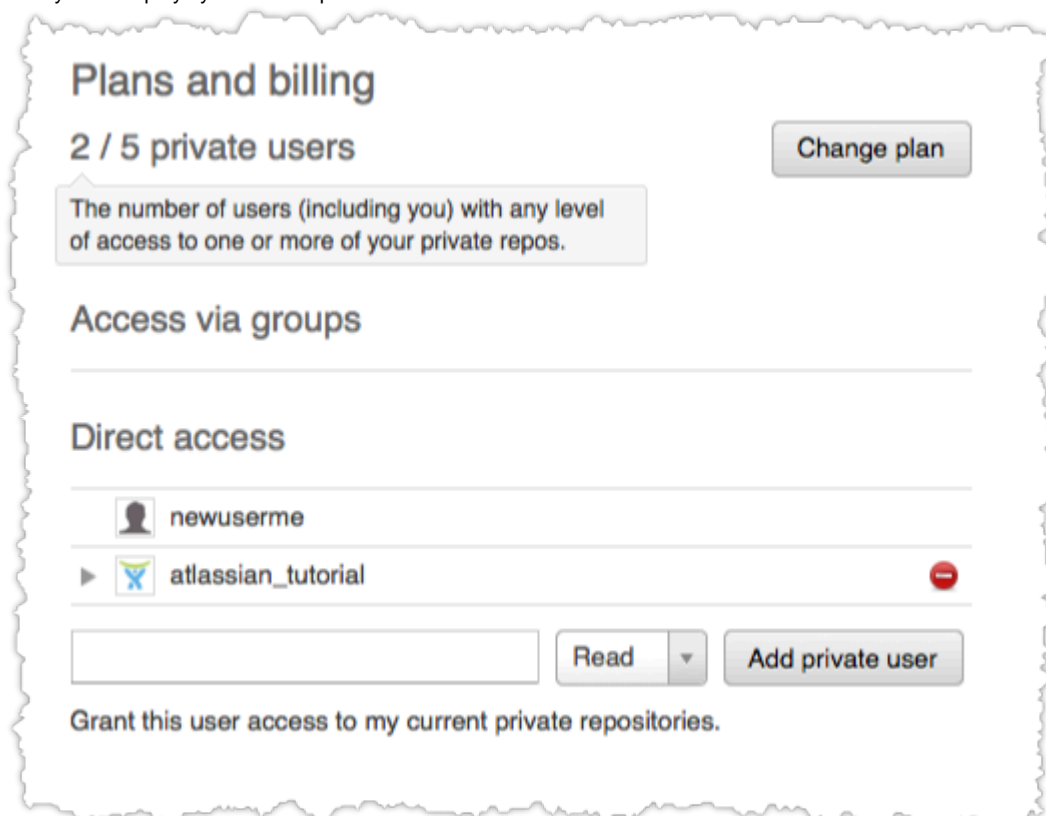 Plans and billing
2 / 5 private users
Change plan
The number of users (including you) with any level
of access to one or more of your private repos.
Access via groups
Direct access
newuserme
atlassian_tutorial
Read
Add private user
Grant this user access to my current private repositories.